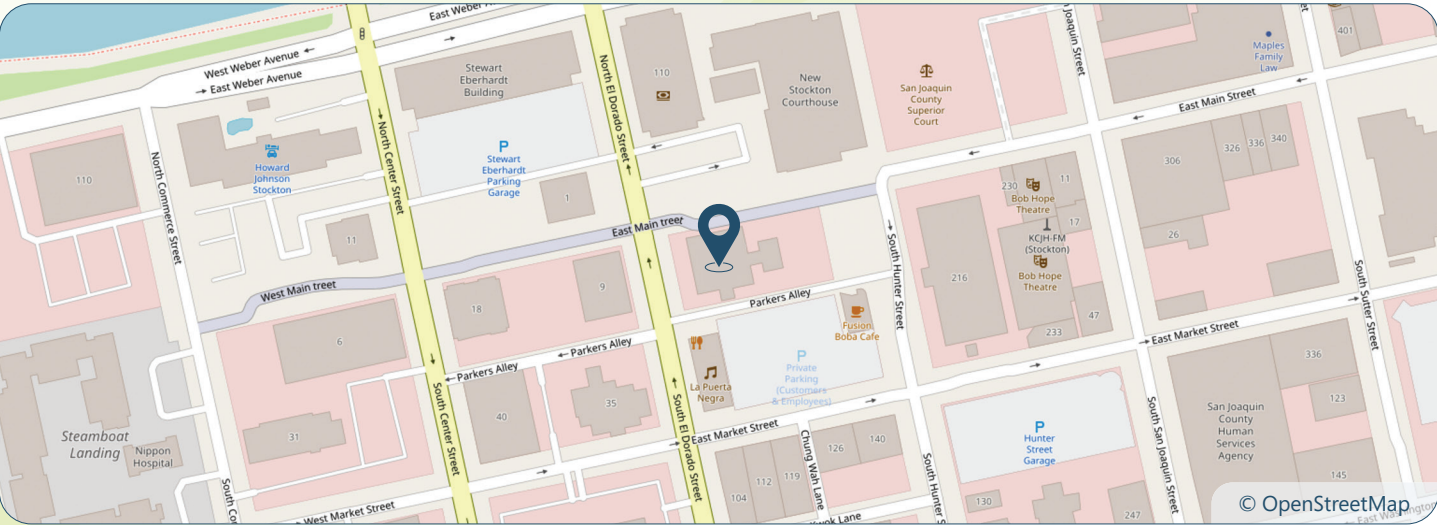 East Weber
West Weber Avenue
East Weber Avenue
North Commerce Street
110
Howard
Johnson
Stockton
11
North Center Street
Stewart
Eberhardt
Building
P
Stewart
Eberhardt
Parking
Garage
1
North El Dorado Street
110
New
Stockton
Courthouse
San Joaquin
County
Superior
Court
Joaquin Street
Maples
Family
Law
401
East Main Street
East Main treet
West Main treet
6
18
9
Parkers Alley
Parkers Alley
Parkers Alley
Fusion
Boba Cafe
South Hunter Street
216
230
Bob Hope
Theatre
11
17
KCJH-FM
(Stockton)
Bob Hope
Theatre
47
233
306
326
336
340
26
South Sutter Street
East Market Street
Steamboat
Landing
Nippon
Hospital
31
South Center Street
40
35
La Puerta
Negra
P
Private
Parking
(Customers
& Employees)
South El Dorado Street
East Market Street
West Market Street
104
112
119
Chung Wah Lane
126
140
South Hunter S
P
Hunter
Street
Garage
130
247
South San Joaquin Street
San Joaquin
County
Human
Services
Agency
336
123
145
South Co
Lane
© OpenStreetMap